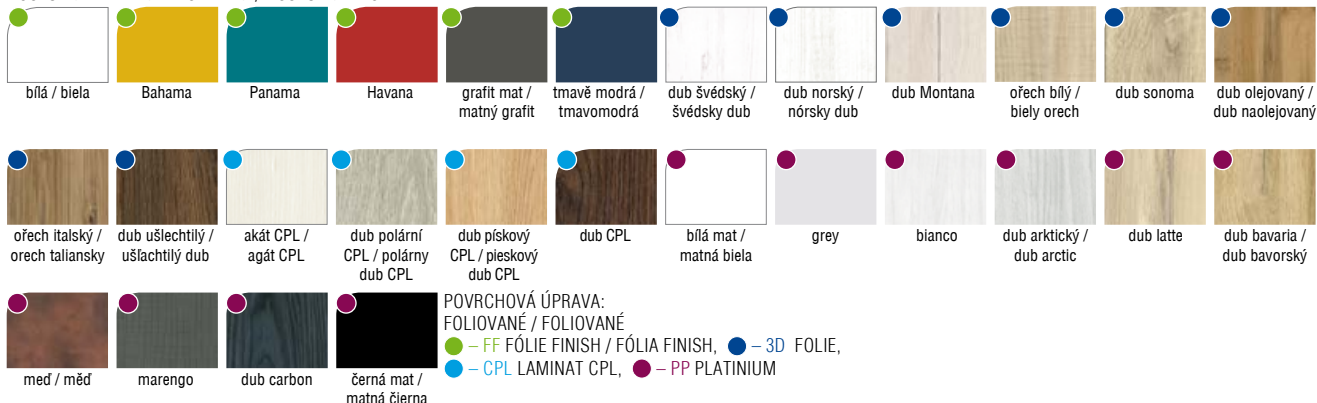 bílá / biela
Bahama
Panama
Havana
grafit mat /
matný grafit
tmavě modrá /
tmavomodrá
dub švédský /
švédsky dub
dub norský /
nórsky dub
dub Montana
ořech bílý /
biely orech
dub sonoma
dub olejovaný /
dub naolejovaný
ořech italský /
orech taliansky
dub ušlechtilý /
ušľachtilý dub
akát CPL /
agát CPL
dub polární
CPL / polárny
dub CPL
dub pískový
CPL / pieskový
dub CPL
dub CPL
bílá mat /
matná biela
grey
bianco
dub arktický /
dub arctic
dub latte
dub bavaria /
dub bavorský
meď / měď
marengo
dub carbon
černá mat /
matná čierna
POVRCHOVÁ ÚPRAVA:
FOLIOVANÉ / FOLIOVANÉ
– FF FÓLIE FINISH / FÓLIA FINISH, – 3D FOLIE,
– CPL LAMINAT CPL, – PP PLATINIUM